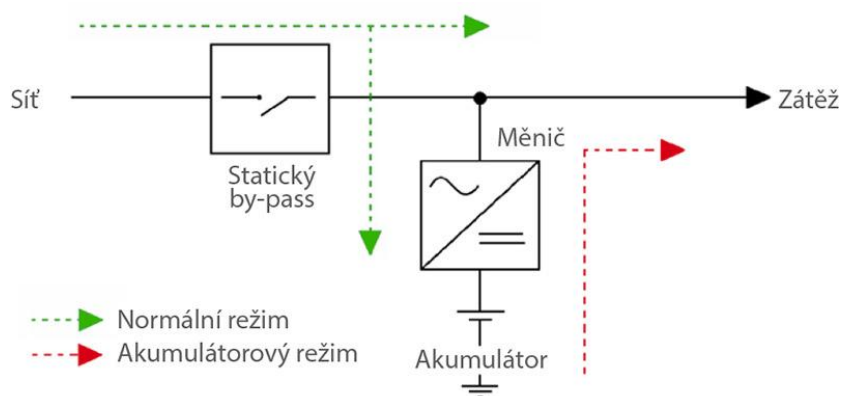 Síť
Zátěž
Měnič
Statický
by-pass
Normální režim
Akumulátorový režim
Akumulátor